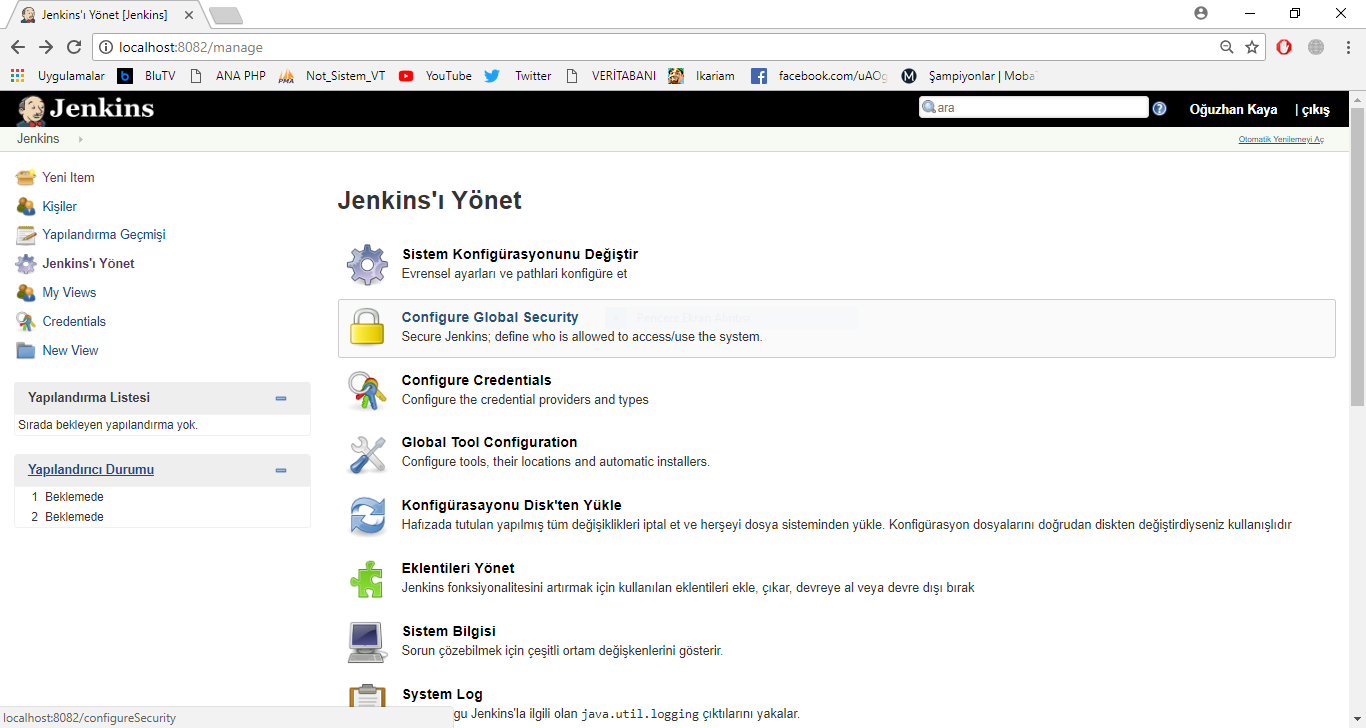 Jenkins'ı Yönet [Jenkins]
localhost:8082/manage
Uygulamalar
BluTV
ANA PHP
Not_Sistem_VT
YouTube
Twitter
VERİTABANI
Ikariam
facebook.com/uAOg
Şampiyonlar | Moba
Jenkins
ara
Oğuzhan Kaya
| çıkış
Jenkins
Otomatik Yenilemeyi Aç
Yeni Item
Kişiler
Yapılandırma Geçmişi
Jenkins'ı Yönet
My Views
Credentials
New View
Yapılandırma Listesi
Sırada bekleyen yapılandırma yok.
Yapılandırıcı Durumu
1 Beklemede
2 Beklemede
Jenkins'ı Yönet
Sistem Konfigürasyonunu Değiştir
Evrensel ayarları ve pathlari konfigüre et
Configure Global Security
Secure Jenkins; define who is allowed to access/use the system.
Configure Credentials
Configure the credential providers and types
Global Tool Configuration
Configure tools, their locations and automatic installers.
Konfigürasayonu Disk'ten Yükle
Hafızada tutulan yapılmış tüm değişiklikleri iptal et ve herşeyi dosya sisteminden yükle. Konfigürasyon dosyalarını doğrudan diskten değiştirdiyseniz kullanışlıdır
Eklentileri Yönet
Jenkins fonksiyonalitesini artırmak için kullanılan eklentileri ekle, çıkar, devreye al veya devre dışı bırak
Sistem Bilgisi
Sorun çözebilmek için çeşitli ortam değişkenlerini gösterir.
System Log
gu Jenkins'la ilgili olan java.util.logging çıktılarını yakalar.
localhost:8082/configureSecurity